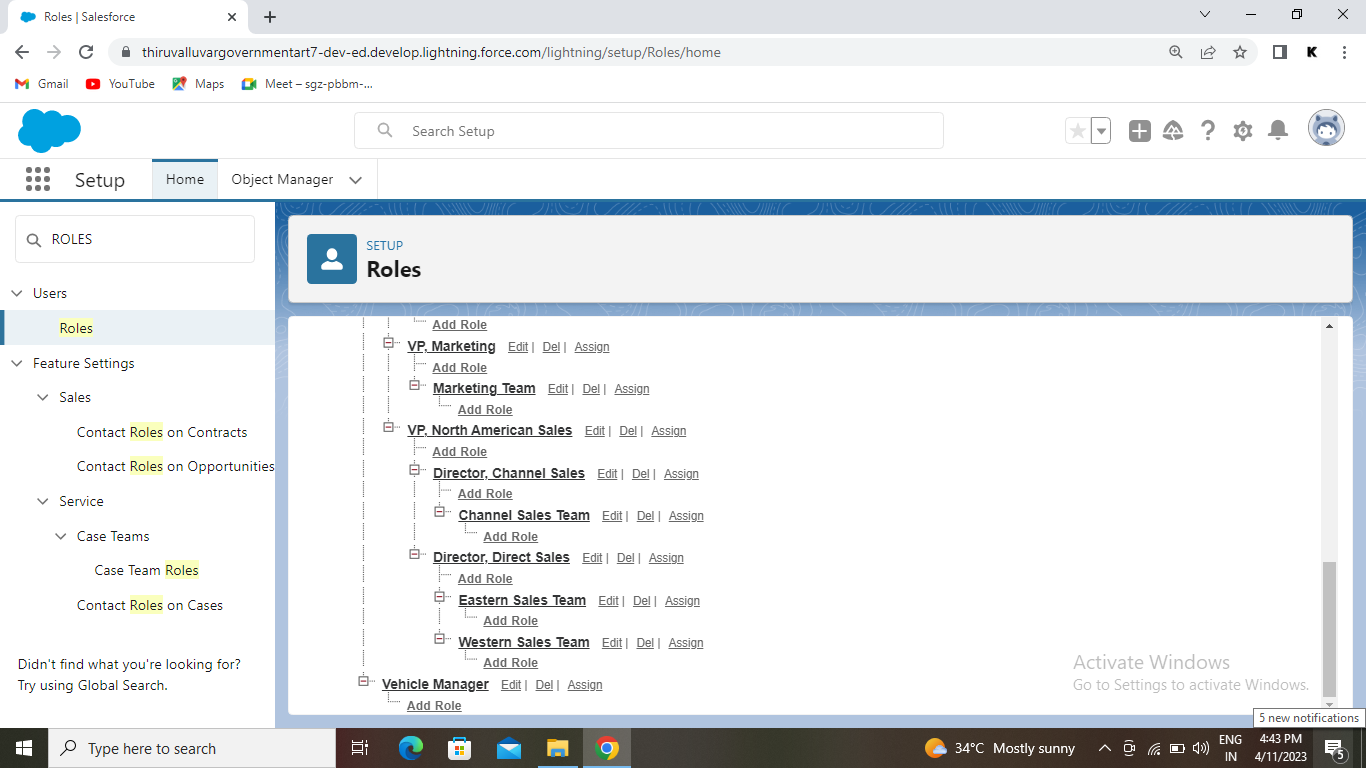 Roles | Salesforce
thiruvalluvargovernmentart7-dev-ed.develop.lightning.force.com/lightning/setup/Roles/home
K
Gmail YouTube Maps Meet – sgz-pbbm-...
Search Setup
Setup Home Object Manager
ROLES
Users
Roles
Feature Settings
Sales
Contact Roles on Contracts
Contact Roles on Opportunities
Service
Case Teams
Case Team Roles
Contact Roles on Cases
Didn't find what you're looking for?
Try using Global Search.
SETUP
Roles
Add Role
VP, Marketing Edit | Del | Assign
Add Role
Marketing Team Edit | Del | Assign
Add Role
VP, North American Sales Edit | Del | Assign
Add Role
Director, Channel Sales Edit | Del | Assign
Add Role
Channel Sales Team Edit | Del | Assign
Add Role
Director, Direct Sales Edit | Del | Assign
Add Role
Eastern Sales Team Edit | Del | Assign
Add Role
Western Sales Team Edit | Del | Assign
Add Role
Vehicle Manager Edit | Del | Assign
Add Role
Activate Windows
Go to Settings to activate Windows.
5 new notifications
Type here to search
34°C Mostly sunny
ENG
IN
4:43 PM
4/11/2023
5